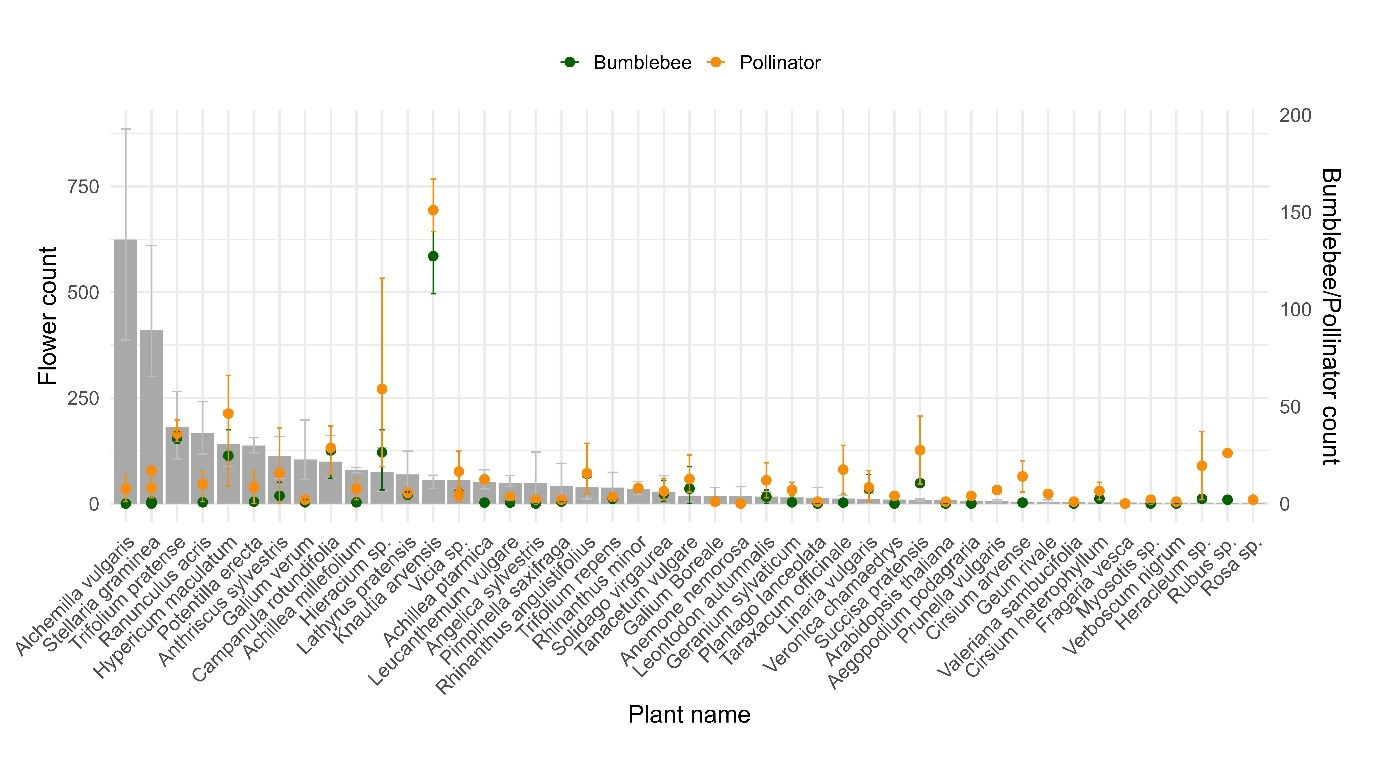 Bumblebee Pollinator
200
750
150
500
100
250
50
0
0
Flower count
Bumblebee/Pollinator count
Alchemilla vulgaris
Stellaria graminea
Trifolium pratense
Ranunculus acris
Hypericum maculatum
Potentilla erecta
Anthriscus sylvestris
Galium verum
Campanula rotundifolia
Achillea millefolium
Hieracium sp.
Lathyrus pratensis
Knautia arvensis
Vicia sp.
Achillea ptarmica
Leucanthemum vulgare
Angelica sylvestris
Pimpinella saxifraga
Rhinanthus angustifolius
Trifolium repens
Rhinanthus minor
Solidago virgaurea
Tanacetum vulgare
Galium Boreale
Anemone nemorosa
Leontodon autumnalis
Geranium sylvaticum
Plantago lanceolata
Taraxacum officinale
Linaria vulgaris
Veronica chamaedrys
Succisa pratensis
Arabidopsis thaliana
Aegopodium podagraria
Prunella vulgaris
Cirsium arvense
Geum rivale
Valeriana sambucifolia
Cirsium heterophyllum
Fragaria vesca
Myosotis sp.
Verboscum nigrum
Heracleum sp.
Rubus sp.
Rosa sp.
Plant name